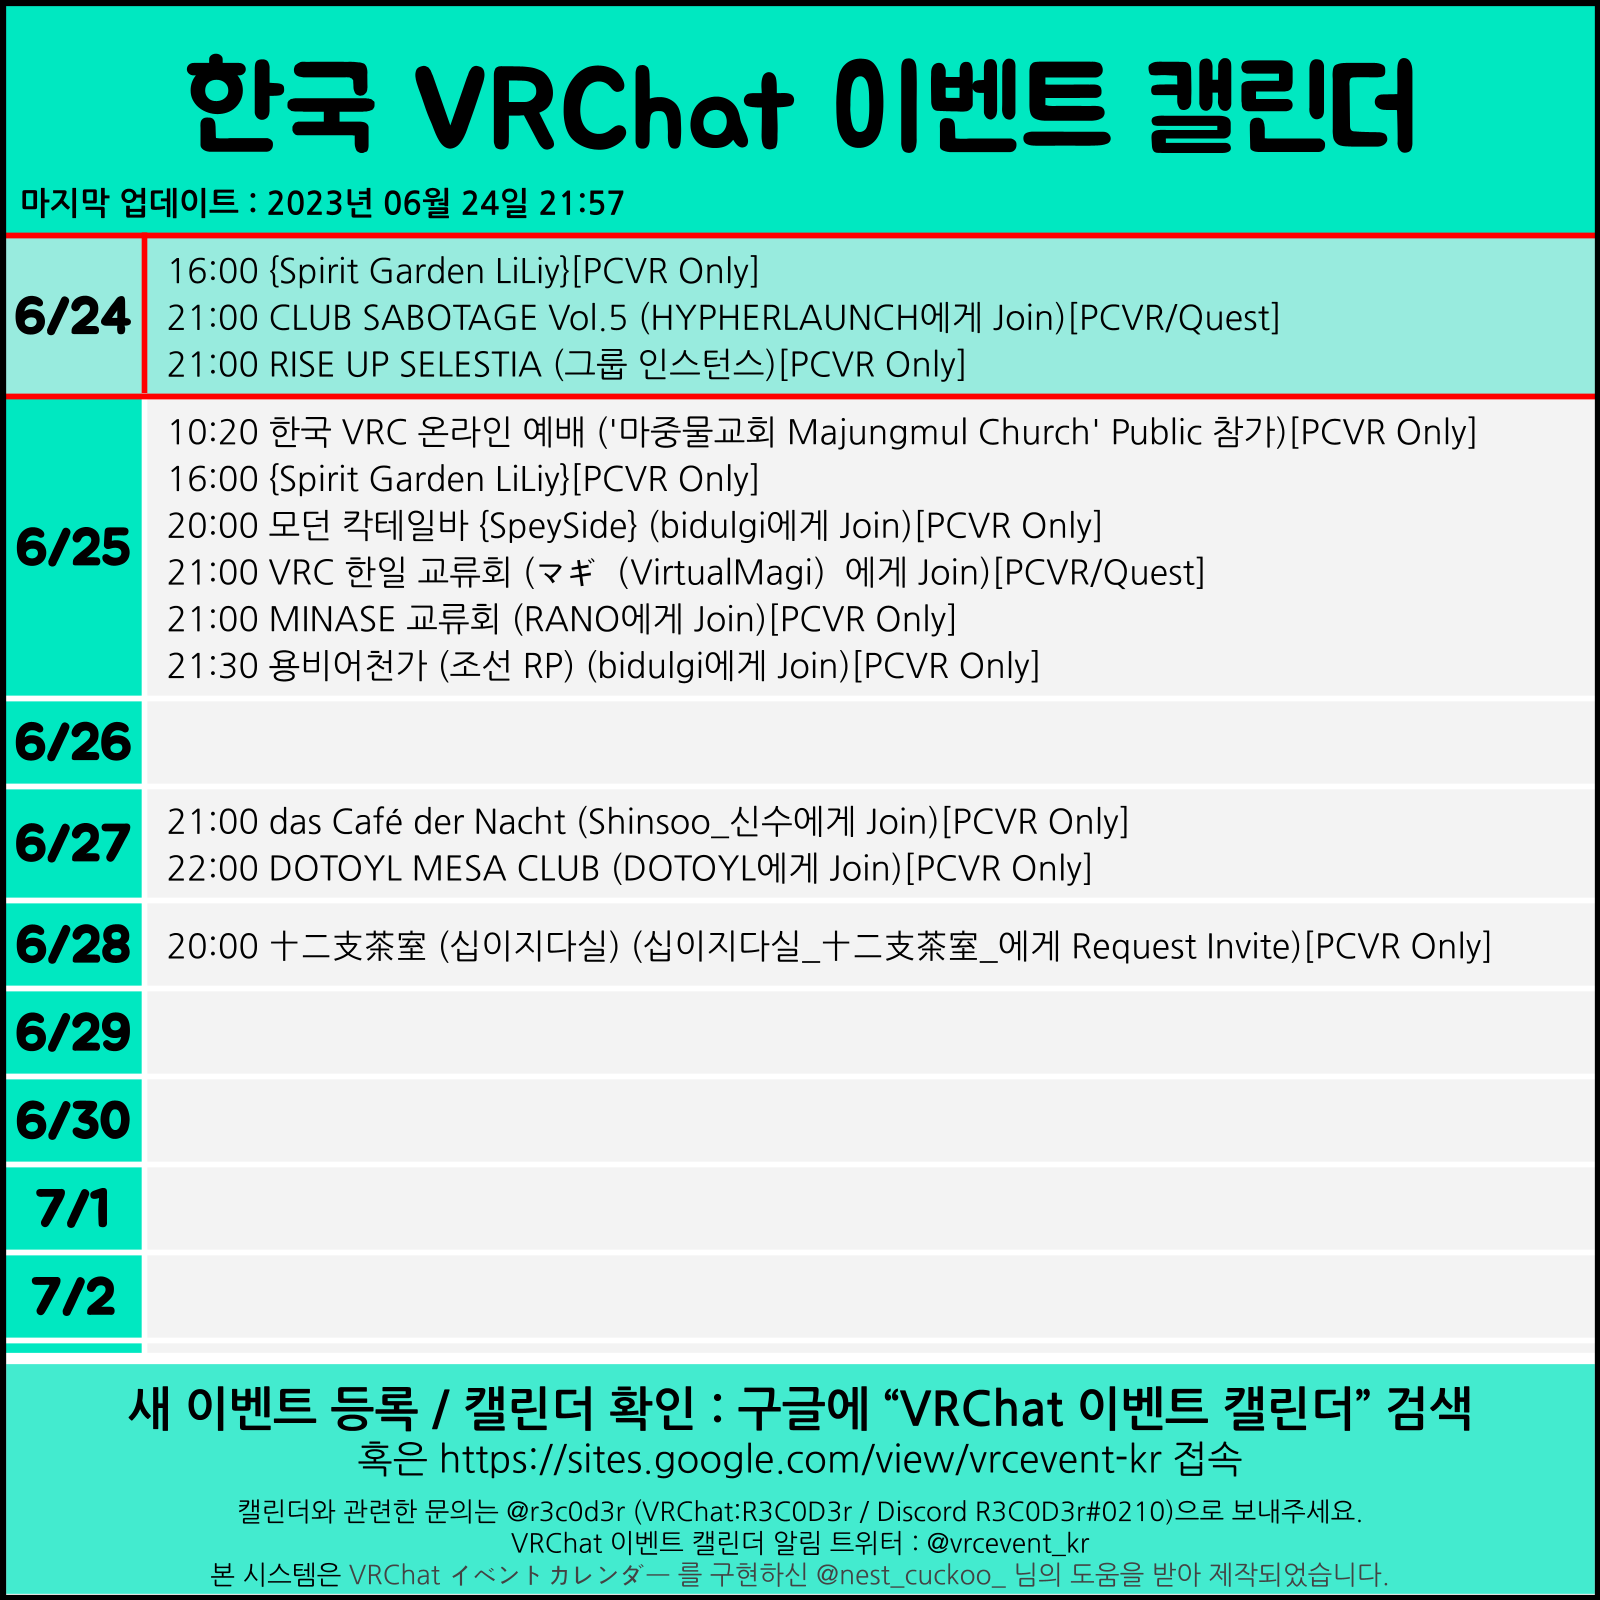 한국 VRChat 이벤트 캘린더
마지막 업데이트 : 2023년 06월 24일 21:57
6/24
16:00 {Spirit Garden LiLiy}[PCVR Only]
21:00 CLUB SABOTAGE Vol.5 (HYPHERLAUNCH에게 Join)[PCVR/Quest]
21:00 RISE UP SELESTIA (그룹 인스턴스)[PCVR Only]
6/25
10:20 한국 VRC 온라인 예배 ('마중물교회 Majungmul Church' Public 참가)[PCVR Only]
16:00 {Spirit Garden LiLiy}[PCVR Only]
20:00 모던 칵테일바 {SpeySide} (bidulgi에게 Join)[PCVR Only]
21:00 VRC 한일 교류회 (マギ（VirtualMagi）에게 Join)[PCVR/Quest]
21:00 MINASE 교류회 (RANO에게 Join)[PCVR Only]
21:30 용비어천가 (조선 RP) (bidulgi에게 Join)[PCVR Only]
6/26
6/27
21:00 das Café der Nacht (Shinsoo_신수에게 Join)[PCVR Only]
22:00 DOTOYL MESA CLUB (DOTOYL에게 Join)[PCVR Only]
6/28
20:00 十二支茶室 (십이지다실) (십이지다실_十二支茶室_에게 Request Invite)[PCVR Only]
6/29
6/30
7/1
7/2
새 이벤트 등록 / 캘린더 확인 : 구글에 “VRChat 이벤트 캘린더” 검색
혹은 https://sites.google.com/view/vrcevent-kr 접속
캘린더와 관련한 문의는 @r3c0d3r (VRChat:R3C0D3r / Discord R3C0D3r#0210)으로 보내주세요.
VRChat 이벤트 캘린더 알림 트위터 : @vrcevent_kr
본 시스템은 VRChat イベントカレンダー 를 구현하신 @nest_cuckoo_ 님의 도움을 받아 제작되었습니다.